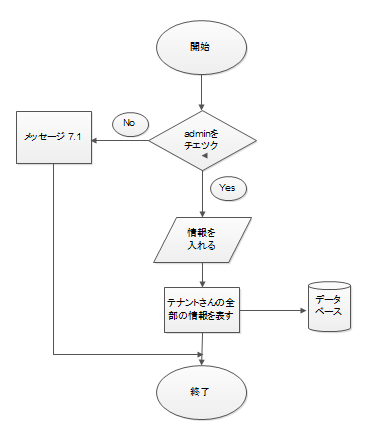 開始
No
メッセージ 7.1
adminを
チェツク
Yes
情報を
入れる
テナントさんの全
部の情報を表す
データ
ベース
終了